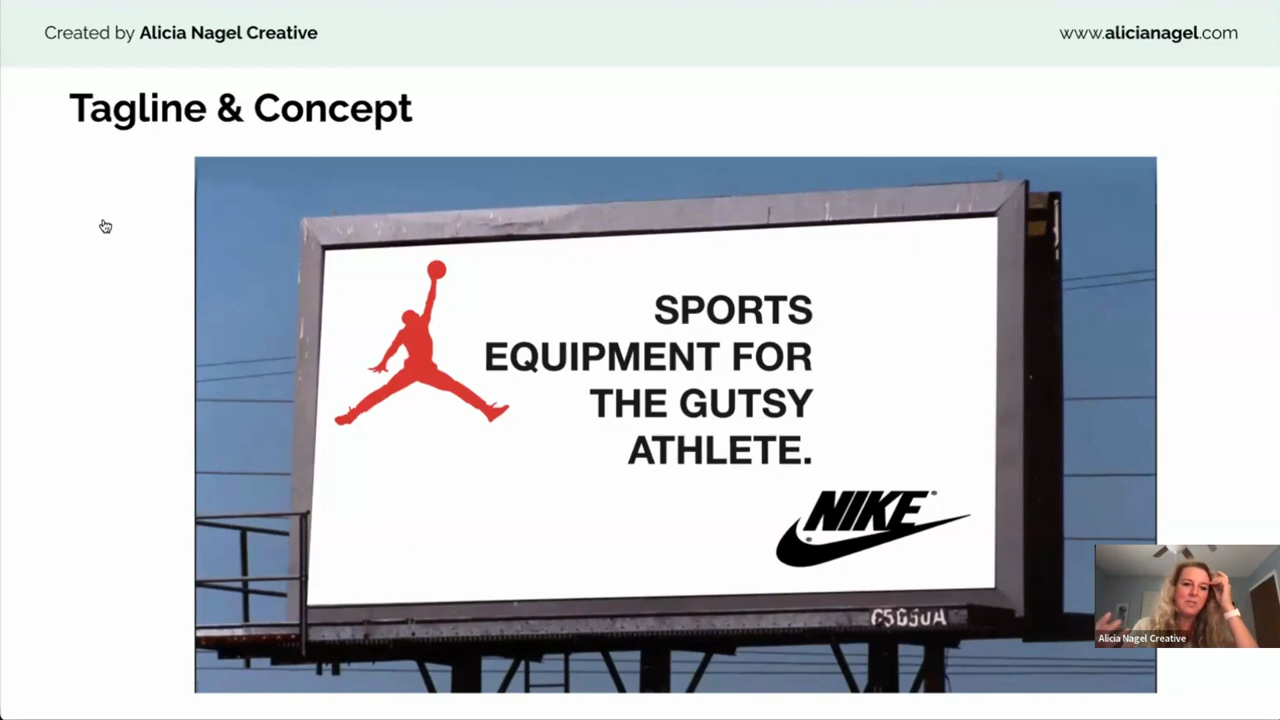 Created by Alicia Nagel Creative
www.alicianagel.com
Tagline & Concept
SPORTS
EQUIPMENT FOR
THE GUTSY
ATHLETE.
NIKE
Alicia Nagel Creative